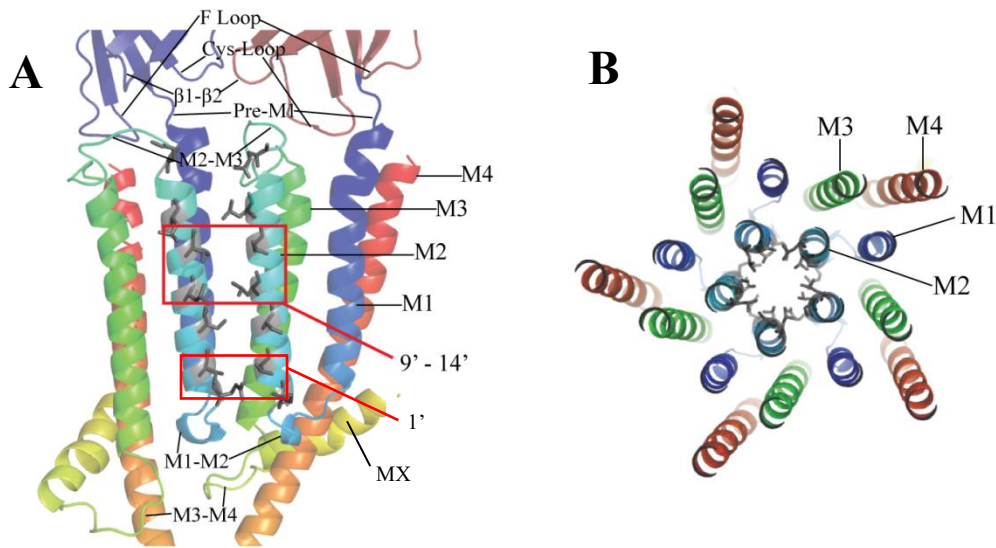 A
F Loop
Cys-Loop
β1-β2
Pre-M1
M2-M3
M4
M3
M2
M1
9’ - 14’
1’
M1-M2
MX
M3-M4
B
M3
M4
M1
M2